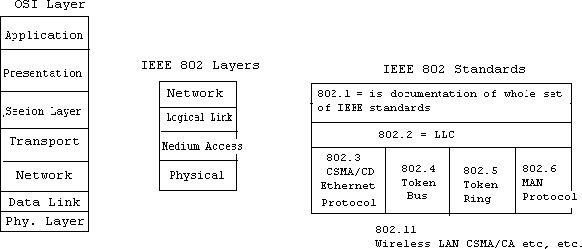 OSI Layer
Application
Presentation
Session Layer
Transport
Network
Data Link
Phy. Layer
IEEE 802 Layers
Network
Logical Link
Medium Access
Physical
IEEE 802 Standards
802.1 = is documentation of whole set
of IEEE standards
802.2 = LLC
802.3
CSMA/CD
Ethernet
Protocol
802.4
Token
Bus
802.5
Token
Ring
802.6
MAN
Protocol
802.11
Wireless LAN CSMA/CA etc, etc.